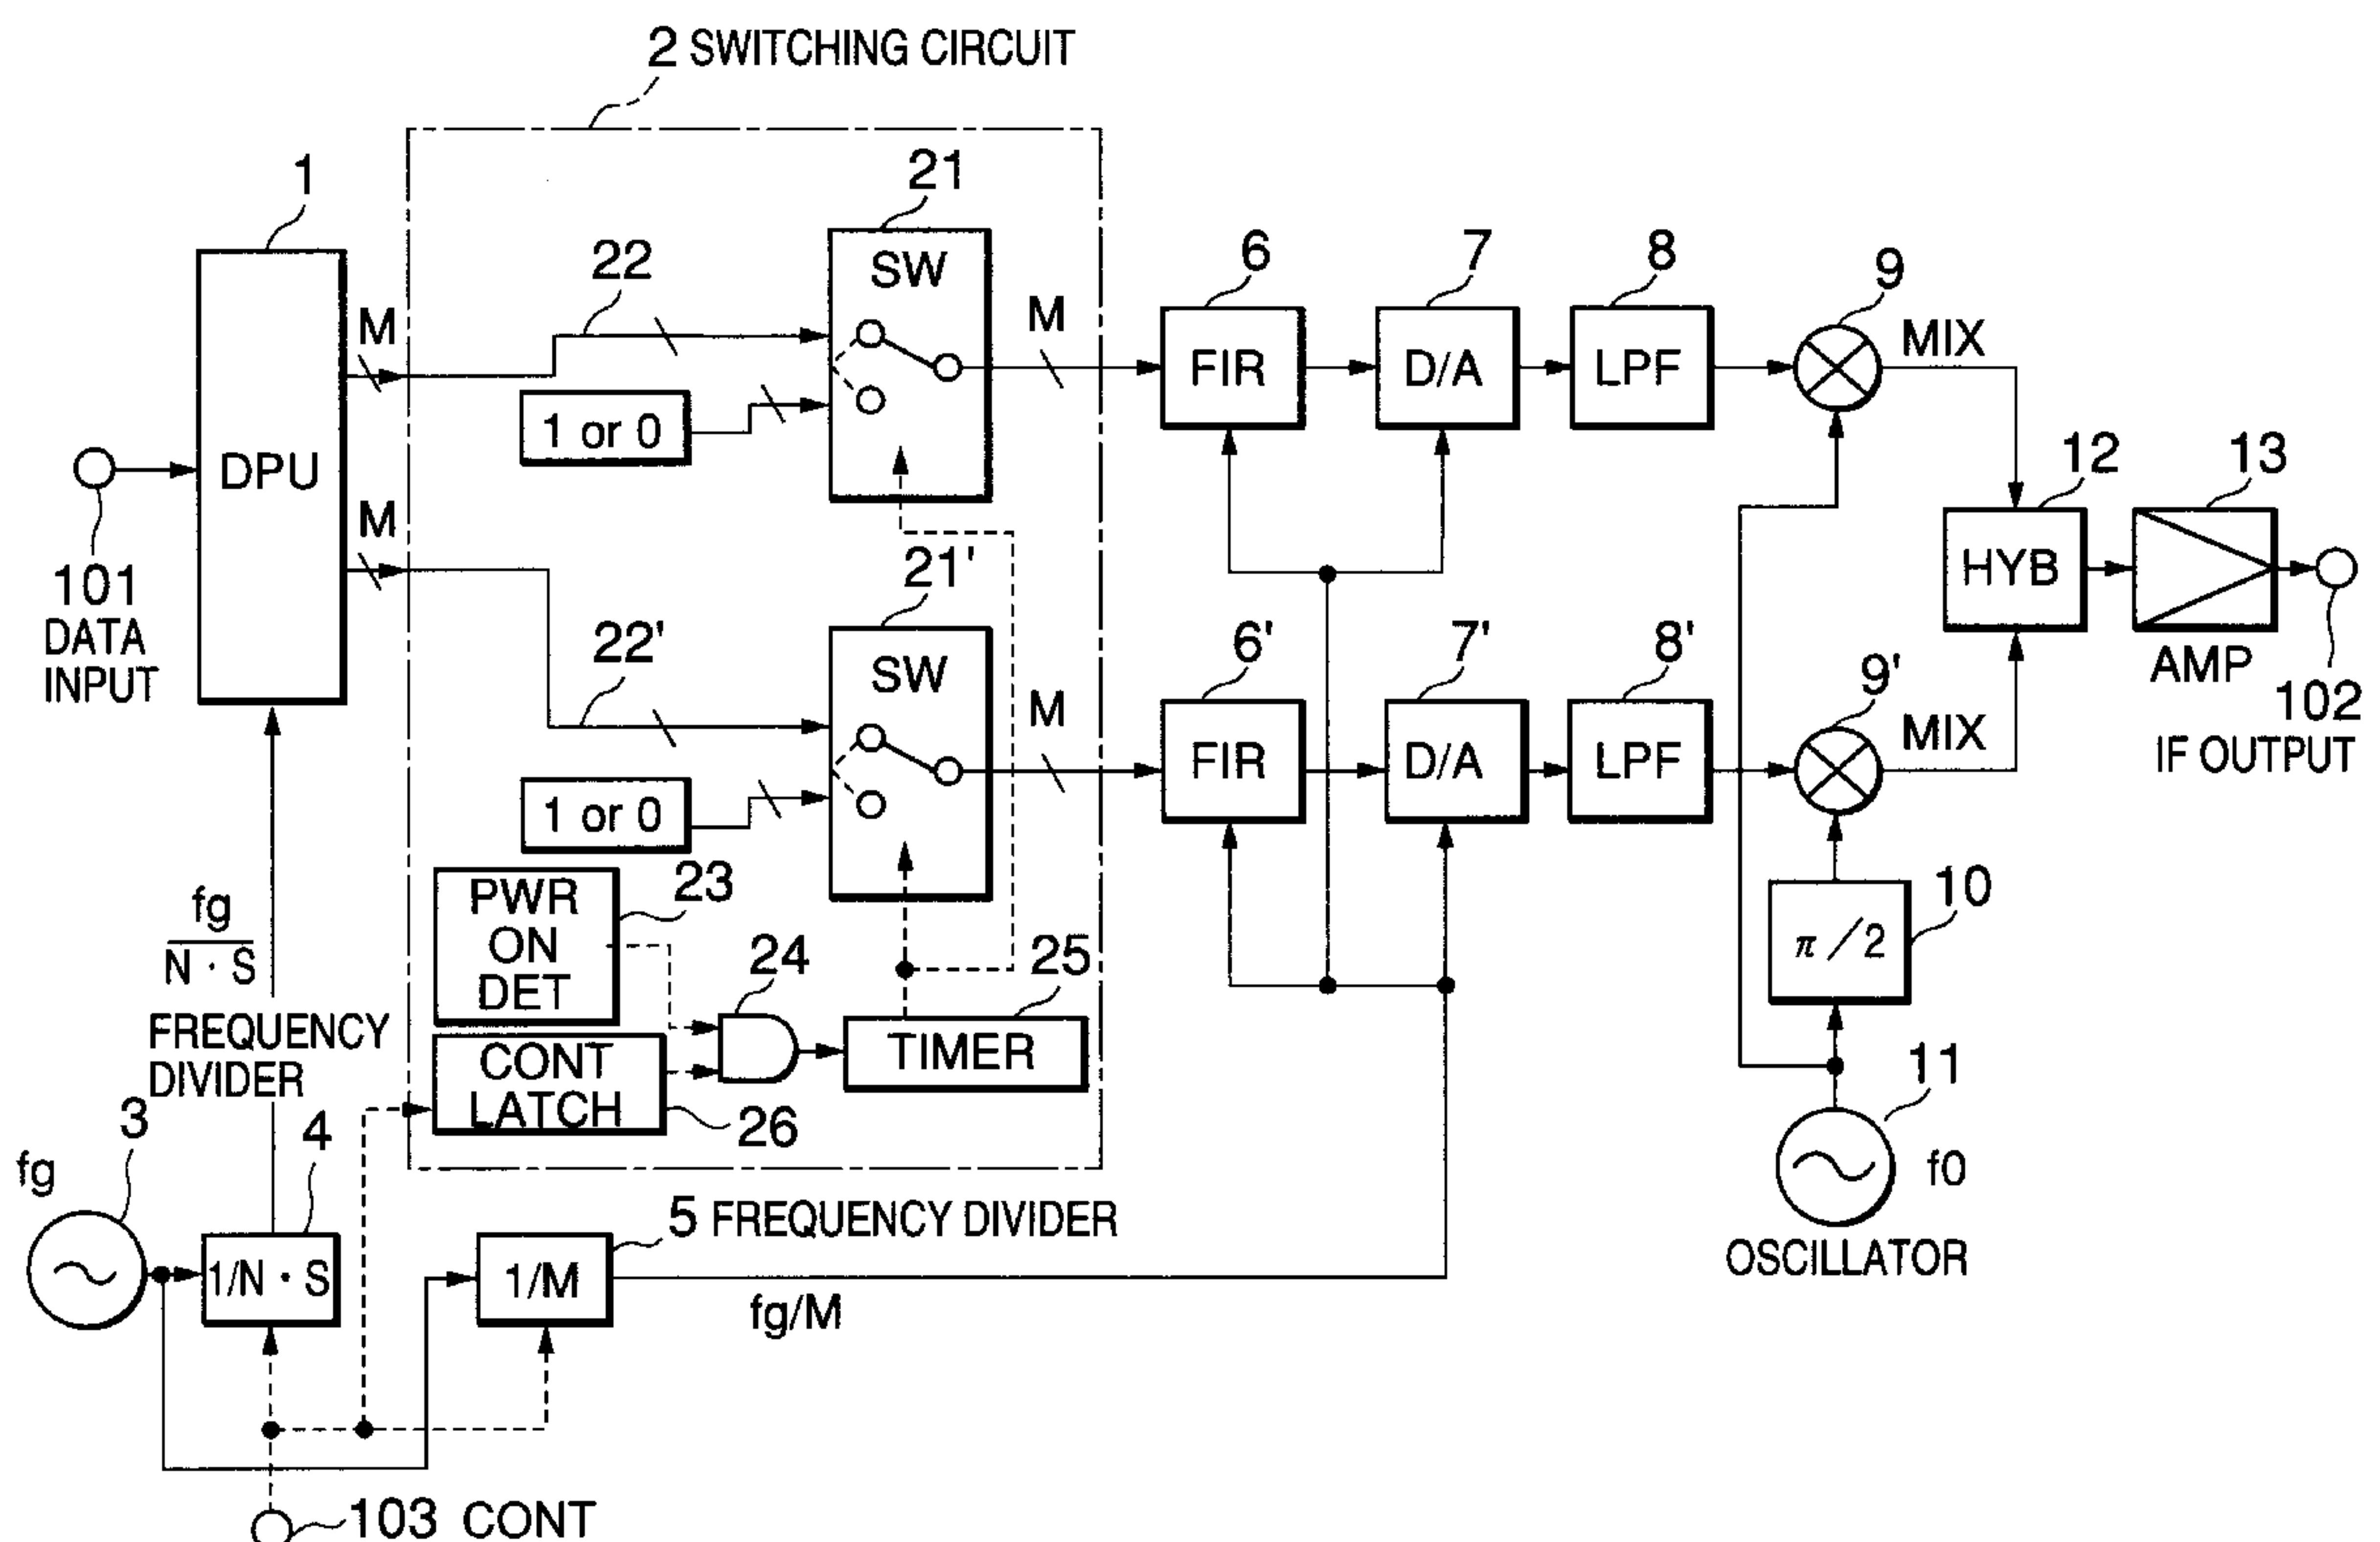 2 SWITCHING CIRCUIT
1
21
22
SW
6
7
8
9
M
M
MIX
FIR
D/A
LPF
1 or 0
DPU
M
12
13
101
DATA
INPUT
21'
HYB
22'
SW
6'
7'
8'
9'
AMP
102
IF OUTPUT
M
MIX
FIR
D/A
LPF
1 or 0
23
PWR
ON
DET
10
π/2
fg
N · S
24
25
FREQUENCY
DIVIDER
CONT
LATCH
TIMER
26
11
3
4
fg
f0
5 FREQUENCY DIVIDER
OSCILLATOR
1/N · S
1/M
fg/M
103 CONT